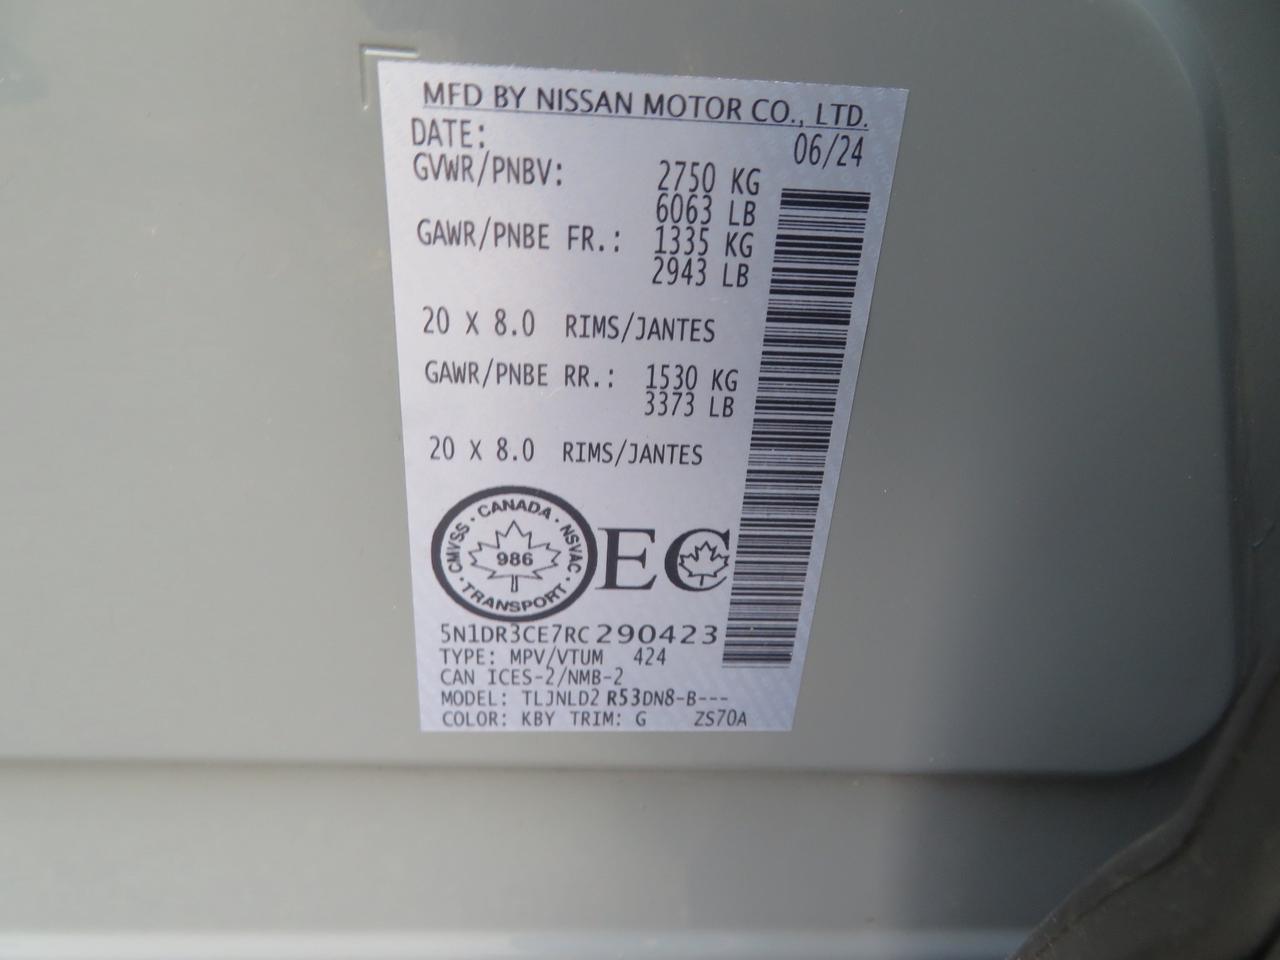 MFD BY NISSAN MOTOR CO., LTD.
DATE: 06/24
GVWR/PNBV: 2750 KG
6063 LB
GAWR/PNBE FR.: 1335 KG
2943 LB
20 X 8.0 RIMS/JANTES
GAWR/PNBE RR.: 1530 KG
3373 LB
20 X 8.0 RIMS/JANTES
CANADA · NSVAC · TRANSPORT · CMVSS ·
986
EC
5N1DR3CE7RC290423
TYPE: MPV/VTUM 424
CAN ICES-2/NMB-2
MODEL: TLJNLD2 R53DN8-B---
COLOR: KBY TRIM: G ZS70A